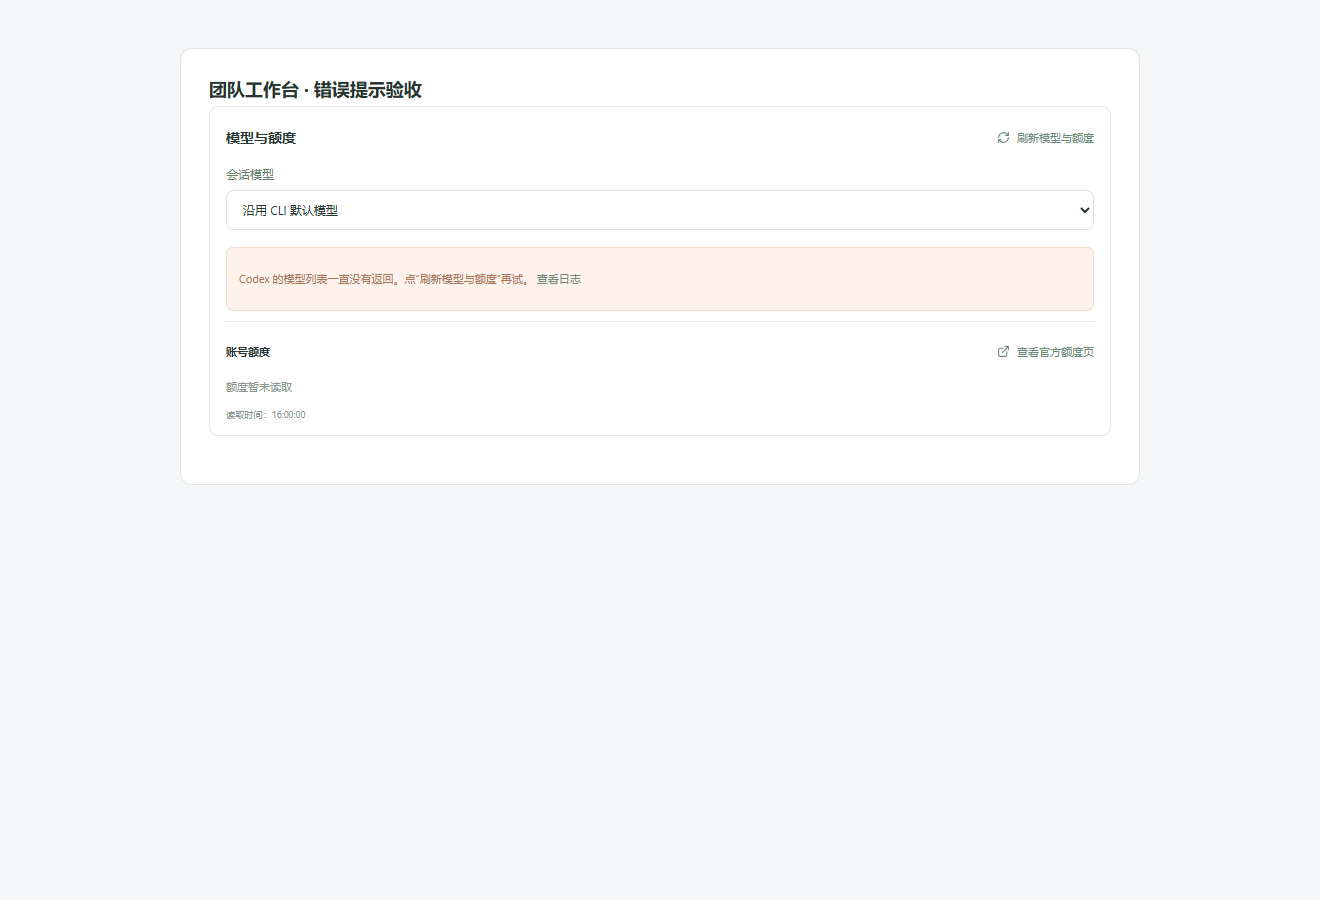 团队工作台 · 错误提示验收
模型与额度
刷新模型与额度
会话模型
沿用 CLI 默认模型
Codex 的模型列表一直没有返回。点“刷新模型与额度”再试。 查看日志
账号额度
查看官方额度页
额度暂未读取
读取时间：16:00:00